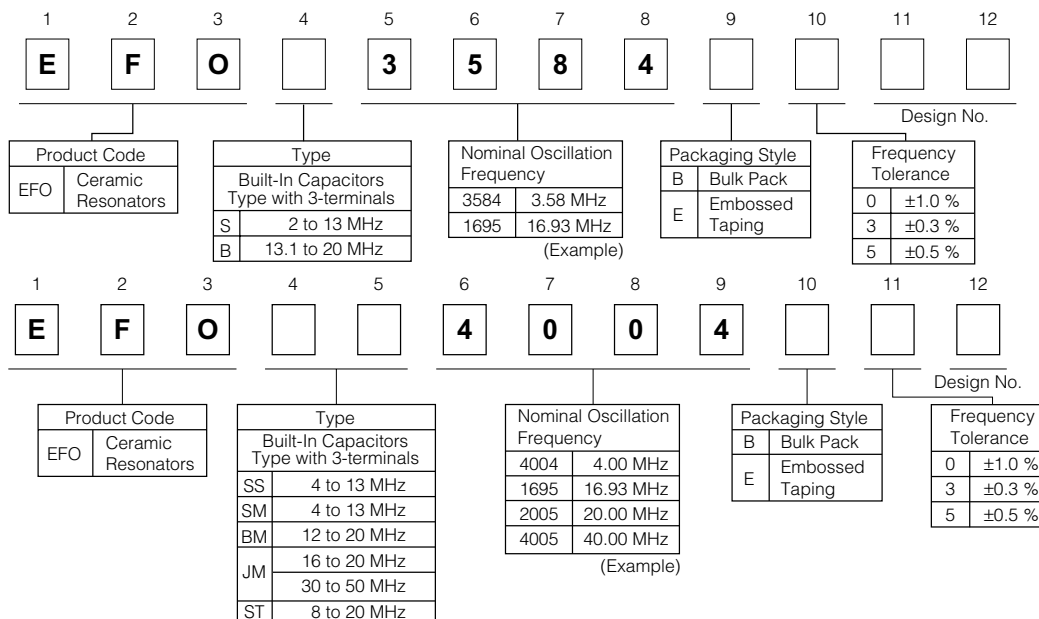 1 2 3 4 5 6 7 8 9 10 11 12
E F O 3 5 8 4
Design No.
Product Code
EFO Ceramic
Resonators
Type
Built-In Capacitors
Type with 3-terminals
S 2 to 13 MHz
B 13.1 to 20 MHz
Nominal Oscillation
Frequency
3584 3.58 MHz
1695 16.93 MHz
(Example)
Packaging Style
B Bulk Pack
E Embossed
Taping
Frequency
Tolerance
0 ±1.0 %
3 ±0.3 %
5 ±0.5 %
1 2 3 4 5 6 7 8 9 10 11 12
E F O 4 0 0 4
Design No.
Product Code
EFO Ceramic
Resonators
Type
Built-In Capacitors
Type with 3-terminals
SS 4 to 13 MHz
SM 4 to 13 MHz
BM 12 to 20 MHz
JM 16 to 20 MHz
30 to 50 MHz
ST 8 to 20 MHz
Nominal Oscillation
Frequency
4004 4.00 MHz
1695 16.93 MHz
2005 20.00 MHz
4005 40.00 MHz
(Example)
Packaging Style
B Bulk Pack
E Embossed
Taping
Frequency
Tolerance
0 ±1.0 %
3 ±0.3 %
5 ±0.5 %